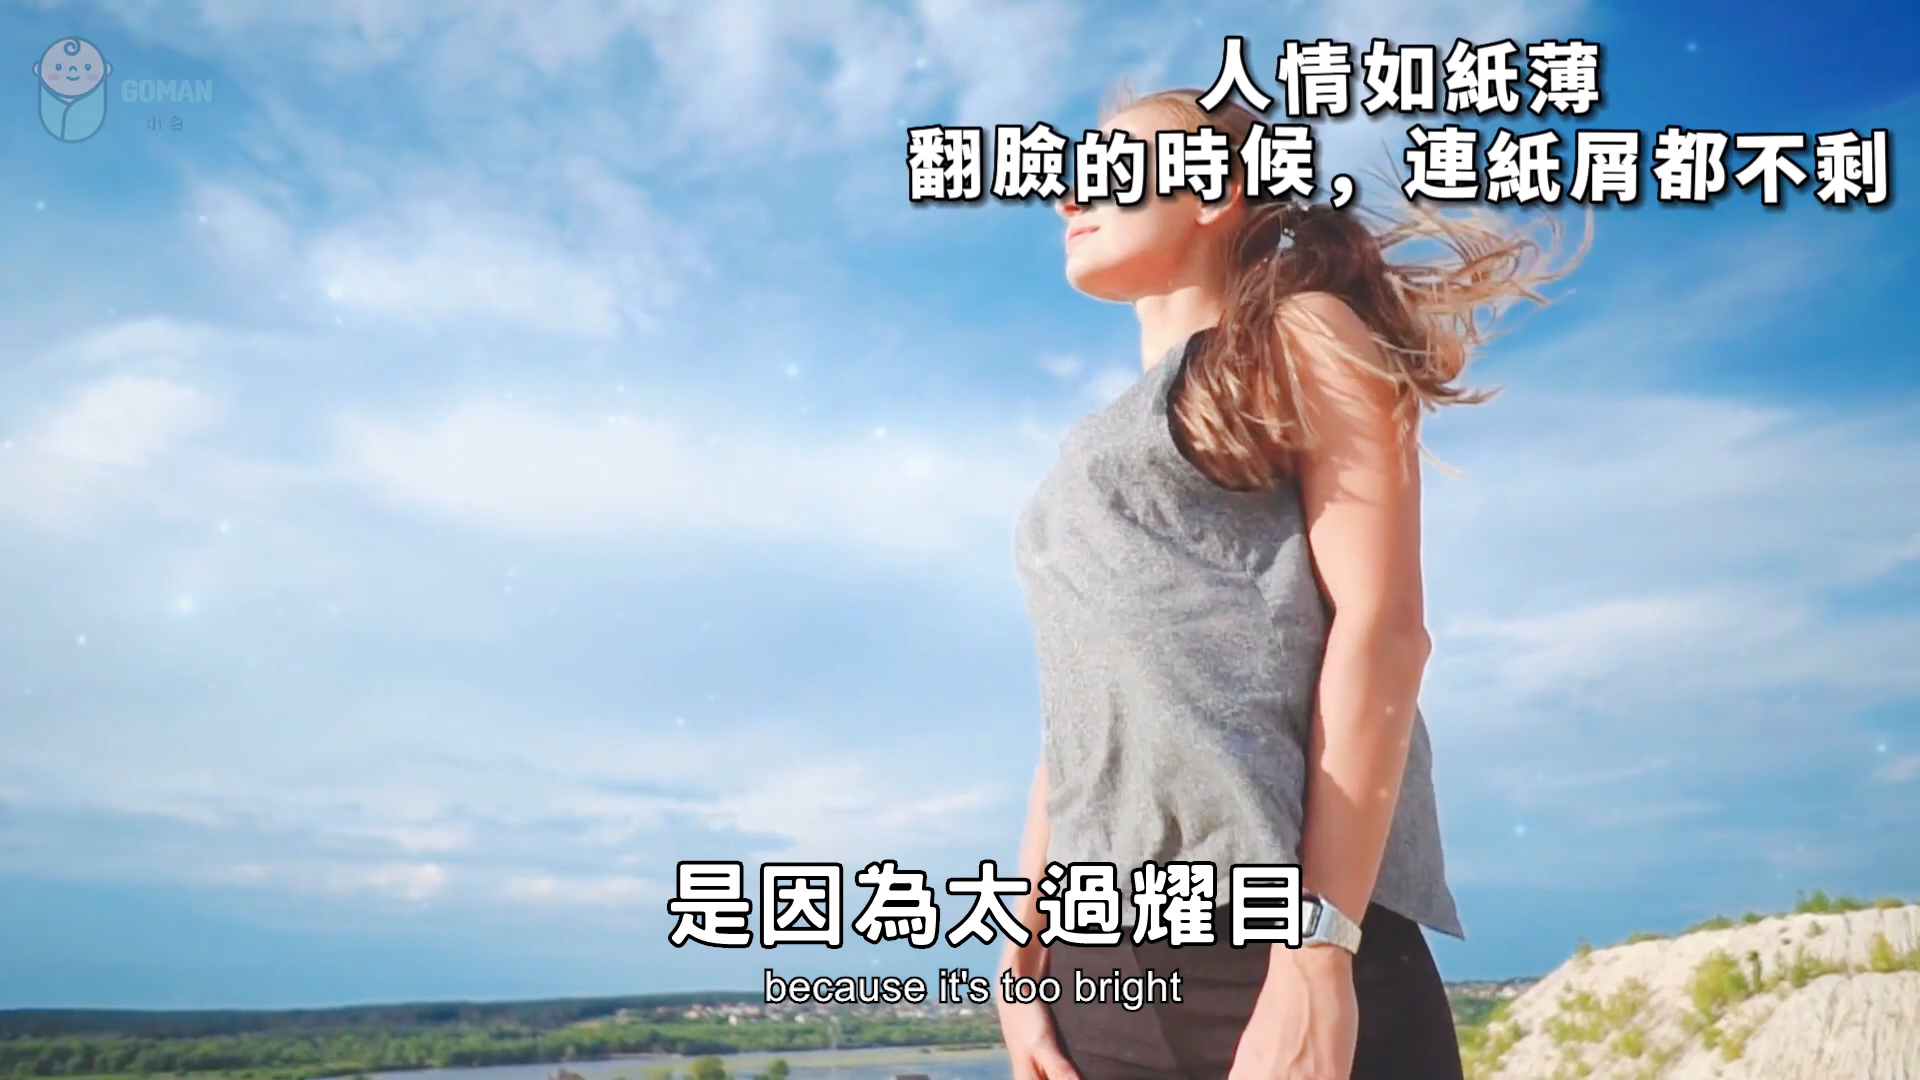 GOMAN
小白
人情如紙薄
翻臉的時候，連紙屑都不剩
是因為太過耀目
because it's too bright